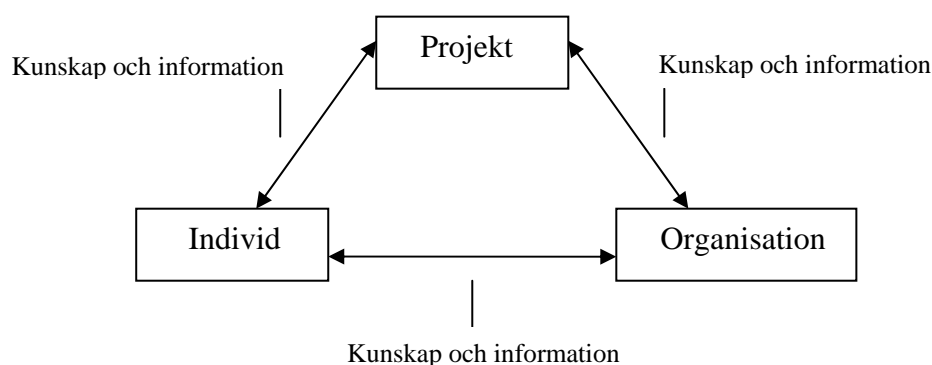 Projekt
Kunskap och information
Kunskap och information
Individ
Organisation
Kunskap och information